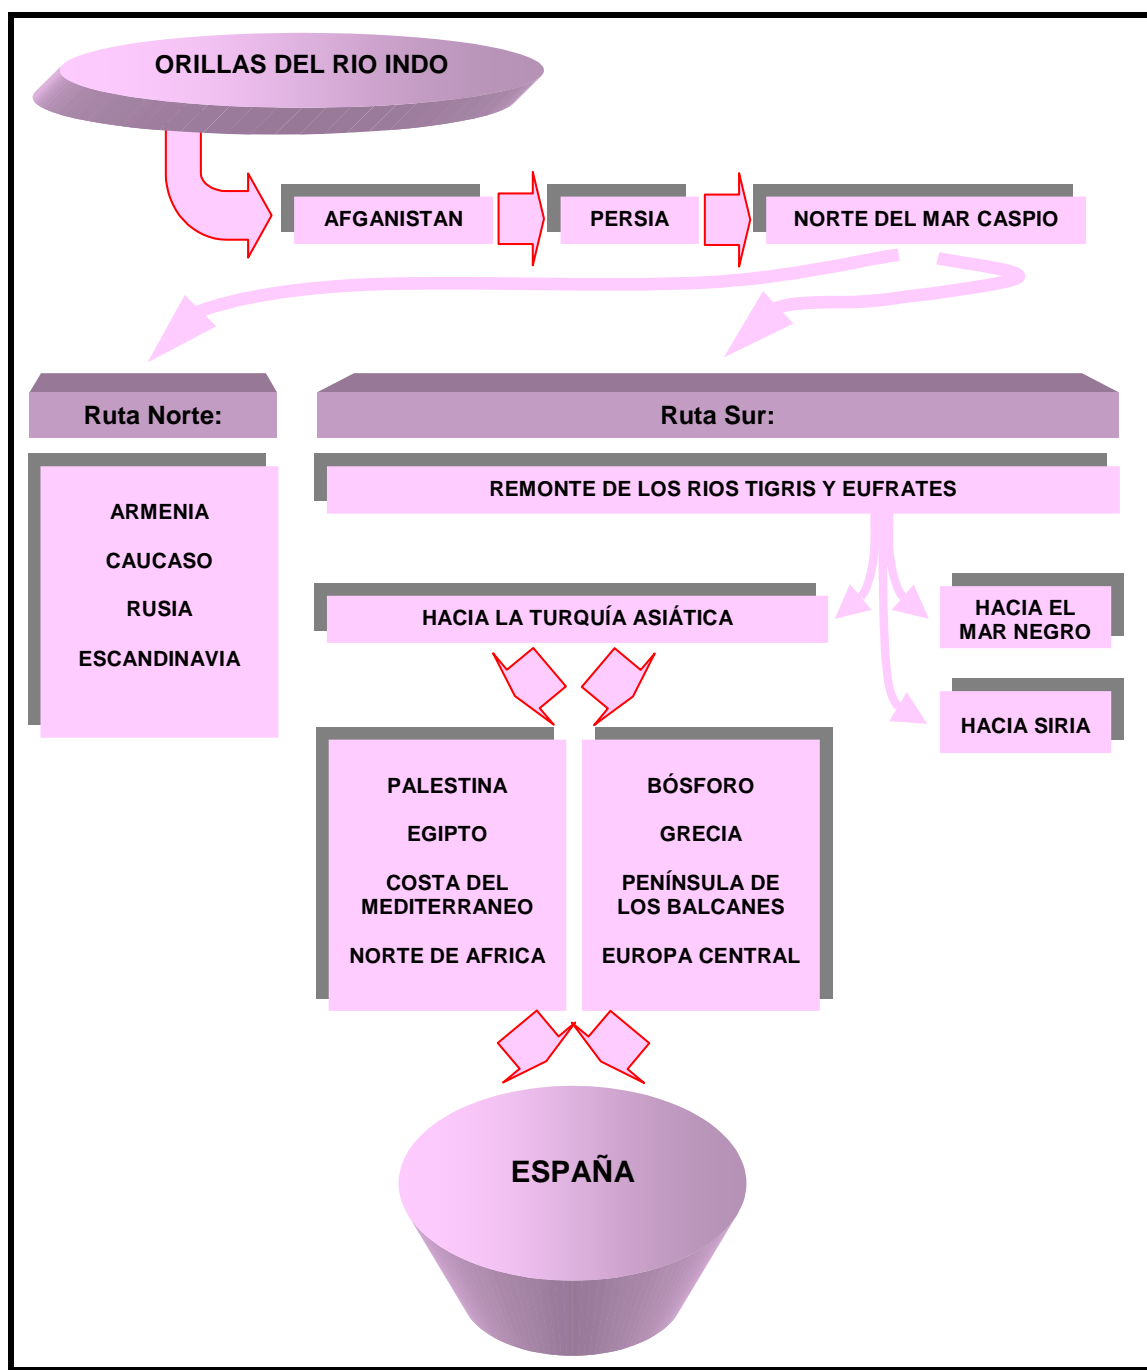 ORILLAS DEL RIO INDO
AFGANISTAN
PERSIA
NORTE DEL MAR CASPIO
Ruta Norte:
ARMENIA
CAUCASO
RUSIA
ESCANDINAVIA
Ruta Sur:
REMONTE DE LOS RIOS TIGRIS Y EUFRATES
HACIA LA TURQUÍA ASIÁTICA
HACIA EL
MAR NEGRO
HACIA SIRIA
PALESTINA
EGIPTO
COSTA DEL
MEDITERRANEO
NORTE DE AFRICA
BÓSFORO
GRECIA
PENÍNSULA DE
LOS BALCANES
EUROPA CENTRAL
ESPAÑA